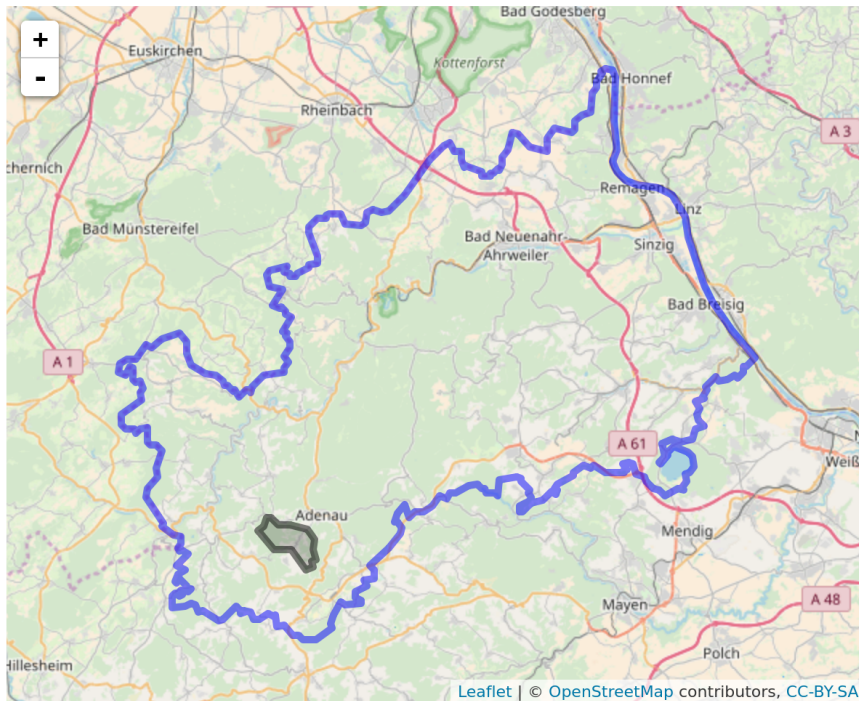 Bad Godesberg
+
Euskirchen
-
Kottenforst
Bad Honnef
Rheinbach
A 3
chernich
Remagen
Linz
Bad Münstereifel
Bad Neuenahr-
Ahrweiler
Sinzig
Bad Breisig
A 1
A 61
N
Weiß
Adenau
Mendig
Mayen
A 48
Polch
Hillesheim
Leaflet | © OpenStreetMap contributors, CC-BY-SA